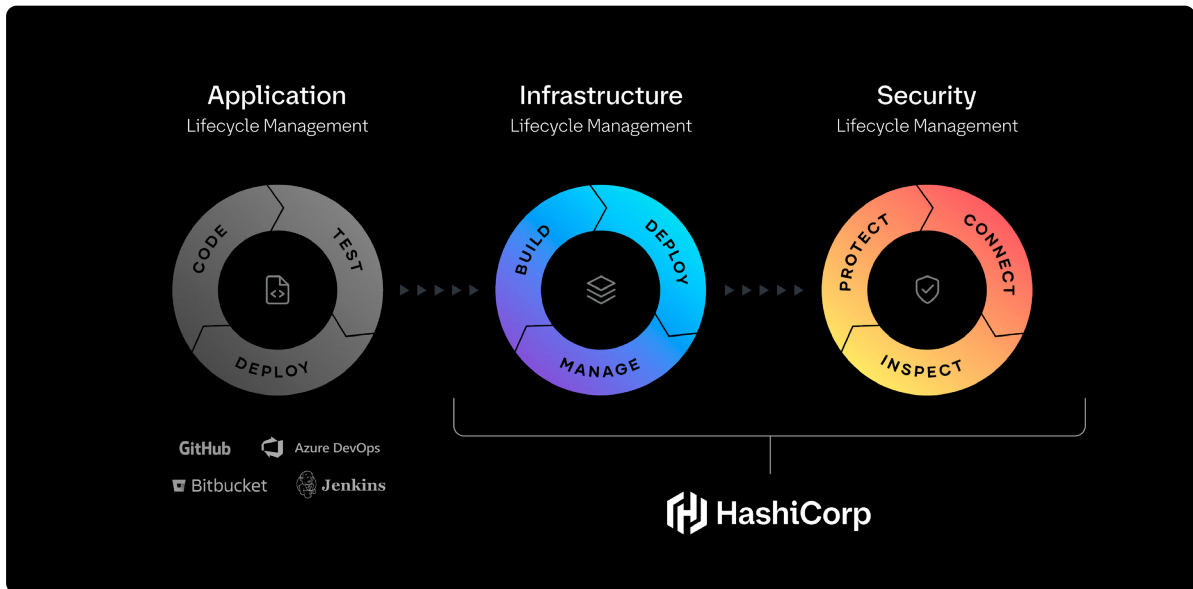 Application
Lifecycle Management
Infrastructure
Lifecycle Management
Security
Lifecycle Management
CODE
TEST
DEPLOY
BUILD
DEPLOY
MANAGE
PROTECT
CONNECT
INSPECT
GitHub
Azure DevOps
Bitbucket
Jenkins
HashiCorp